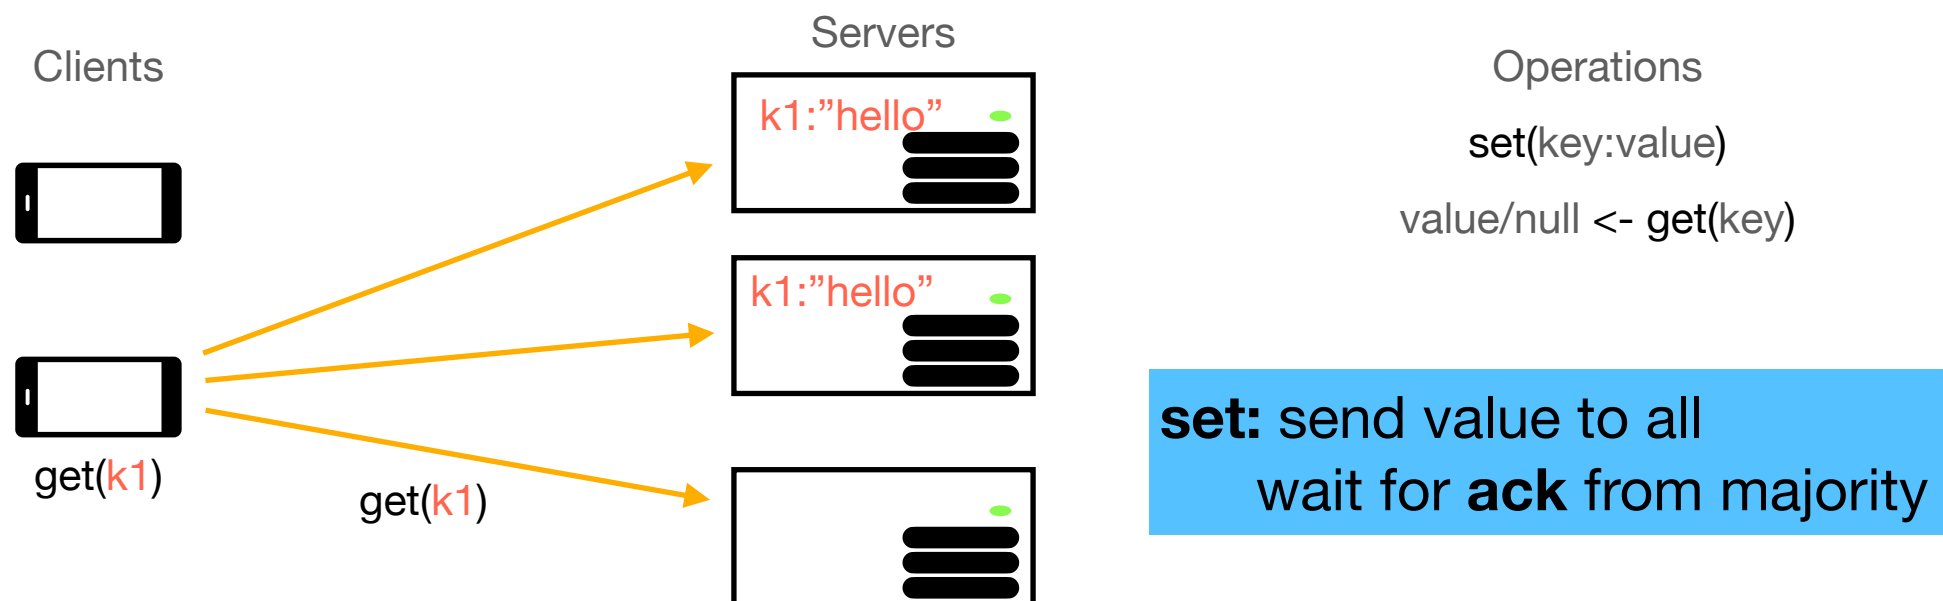 Clients
Servers
Operations
k1:”hello”
set(key:value)
value/null <- get(key)
k1:”hello”
set: send value to all
wait for ack from majority
get(k1)
get(k1)